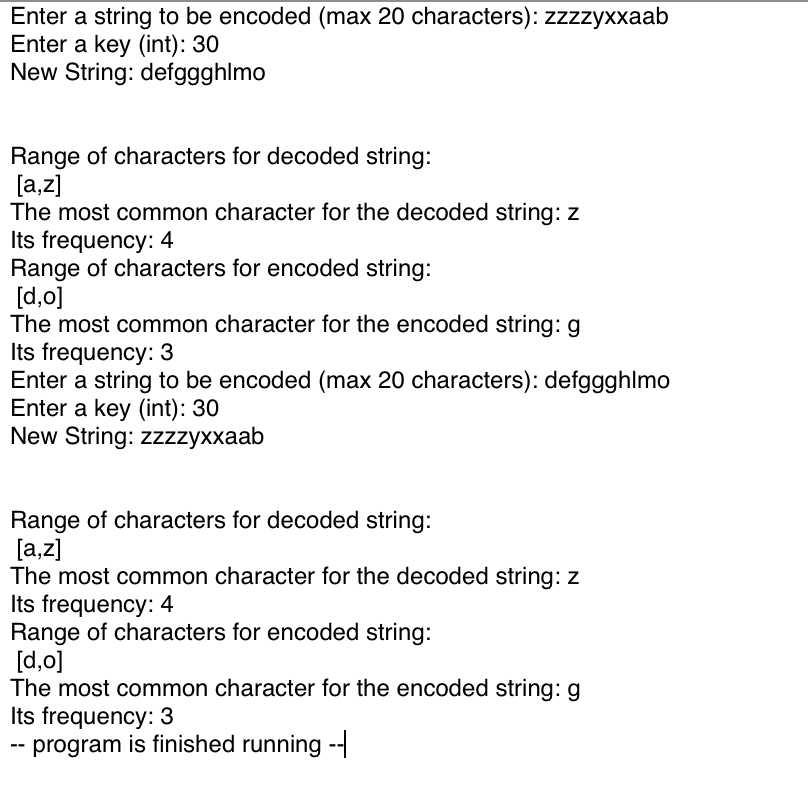 Enter a string to be encoded (max 20 characters): zzzzyxxaab
Enter a key (int): 30
New String: defggghlmo
Range of characters for decoded string:
[a,z]
The most common character for the decoded string: z
Its frequency: 4
Range of characters for encoded string:
[d,o]
The most common character for the encoded string: g
Its frequency: 3
Enter a string to be encoded (max 20 characters): defggghlmo
Enter a key (int): 30
New String: zzzzyxxaab
Range of characters for decoded string:
[a,z]
The most common character for the decoded string: z
Its frequency: 4
Range of characters for encoded string:
[d,o]
The most common character for the encoded string: g
Its frequency: 3
-- program is finished running --